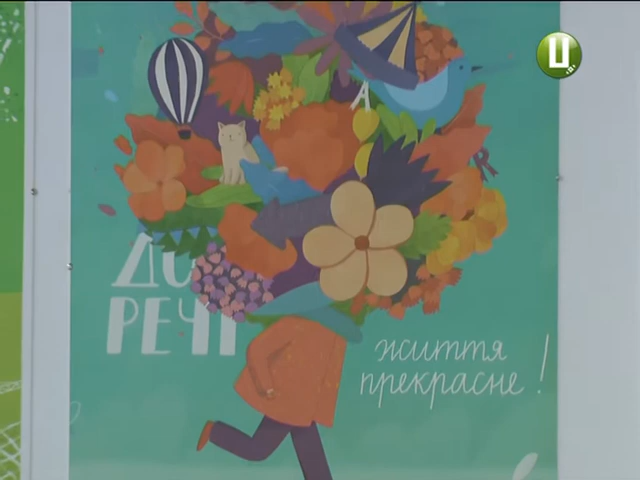 Ц
ДО
РЕЧІ
життя
прекрасне!